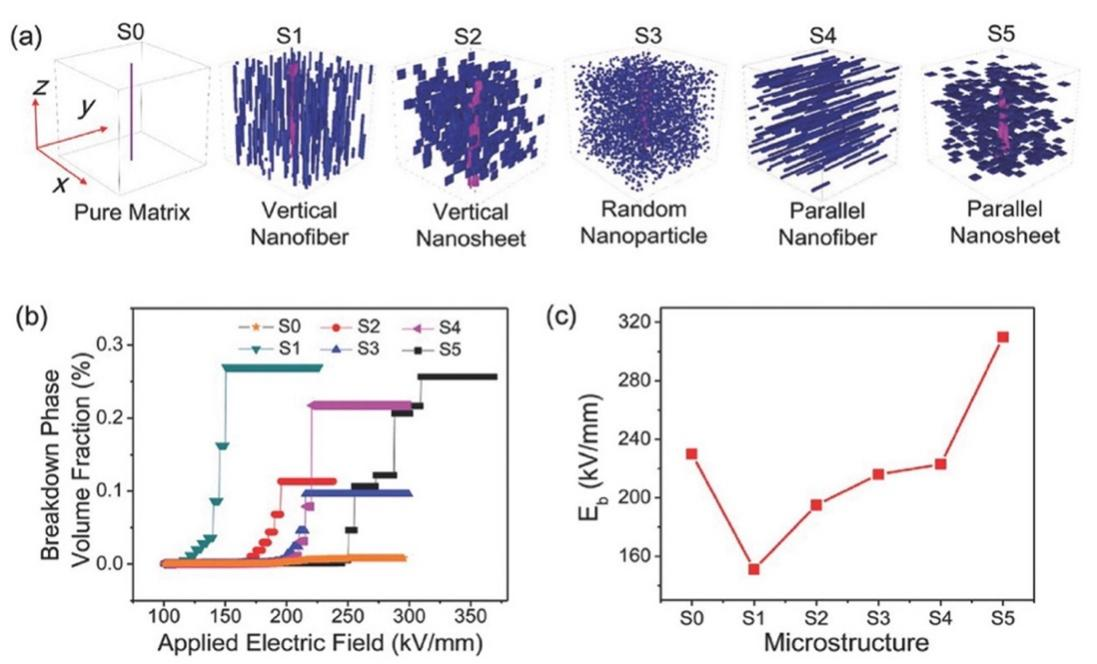 (a)
S0 S1 S2 S3 S4 S5
z
y
x
Pure Matrix
Vertical
Nanofiber
Vertical
Nanosheet
Random
Nanoparticle
Parallel
Nanofiber
Parallel
Nanosheet
(b)
Breakdown Phase
Volume Fraction (%)
S0 S2 S4
S1 S3 S5
0.3
0.2
0.1
0.0
100 150 200 250 300 350
Applied Electric Field (kV/mm)
(c)
E_b (kV/mm)
320
280
240
200
160
S0 S1 S2 S3 S4 S5
Microstructure